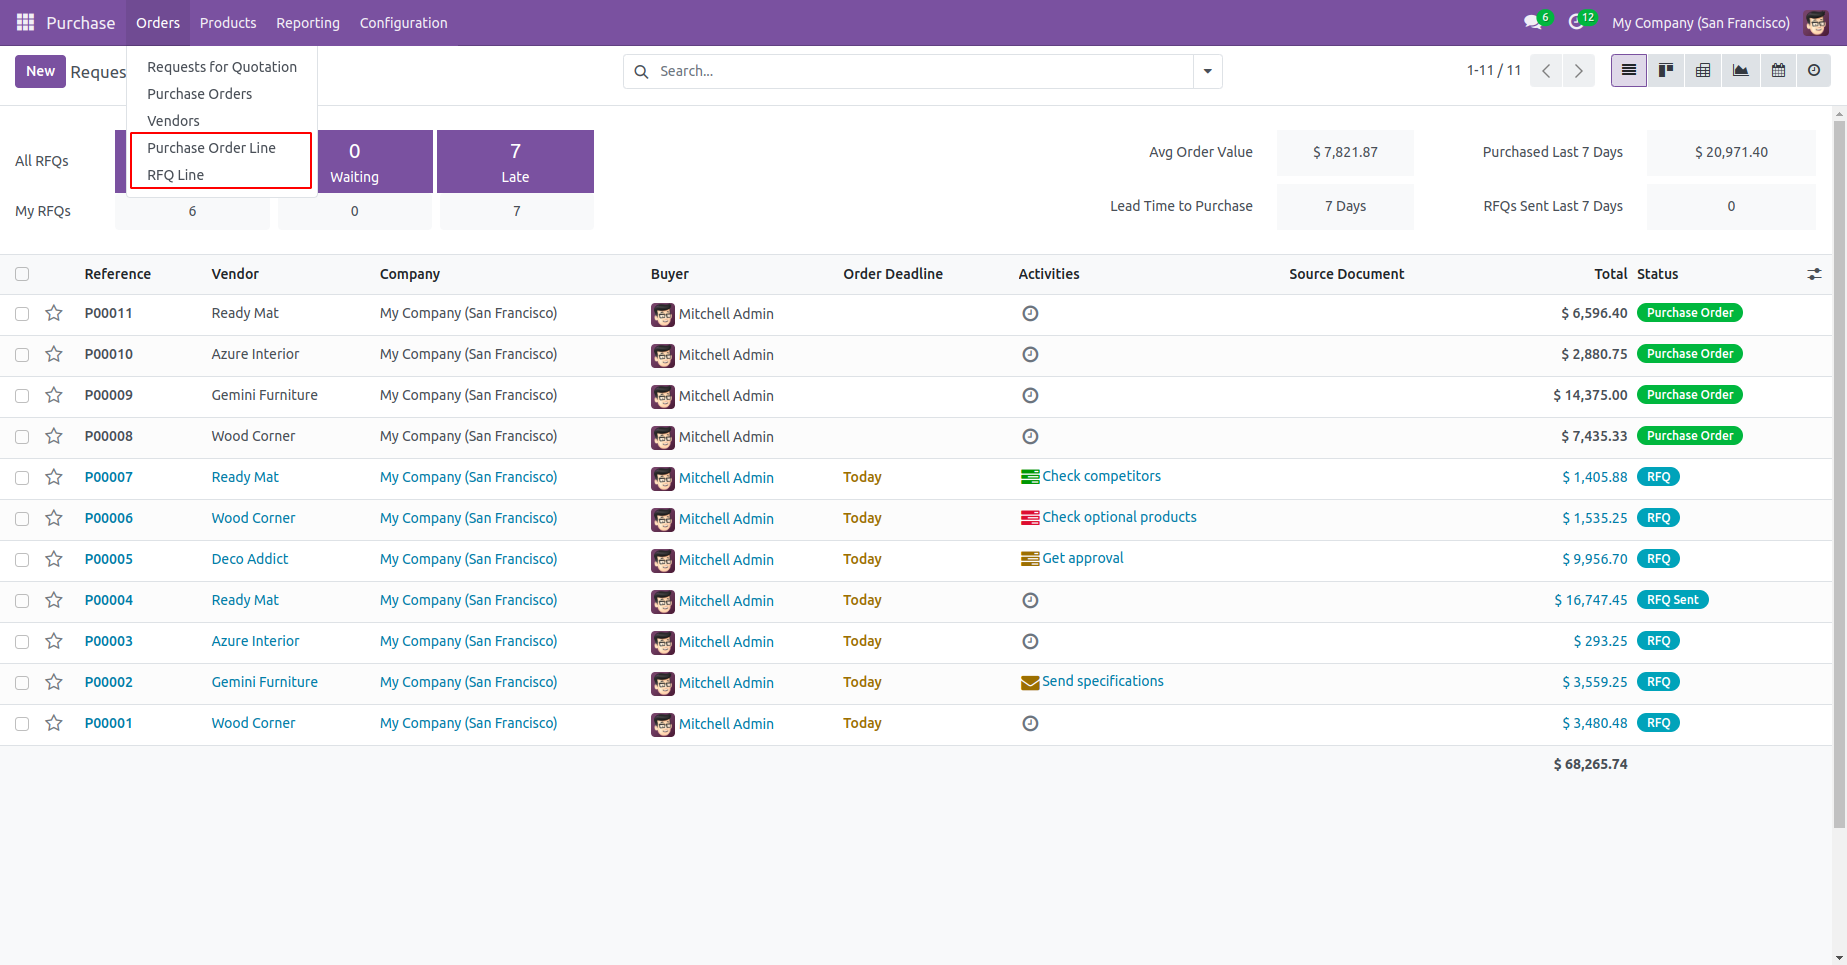 Purchase Orders Products Reporting Configuration 6 12 My Company (San Francisco)
New Reques Search... 1-11 / 11
Requests for Quotation
Purchase Orders
Vendors
Purchase Order Line
RFQ Line
All RFQs 0 Waiting 7 Late Avg Order Value $ 7,821.87 Purchased Last 7 Days $ 20,971.40
My RFQs 6 0 7 Lead Time to Purchase 7 Days RFQs Sent Last 7 Days 0
Reference Vendor Company Buyer Order Deadline Activities Source Document Total Status
P00011 Ready Mat My Company (San Francisco) Mitchell Admin $ 6,596.40 Purchase Order
P00010 Azure Interior My Company (San Francisco) Mitchell Admin $ 2,880.75 Purchase Order
P00009 Gemini Furniture My Company (San Francisco) Mitchell Admin $ 14,375.00 Purchase Order
P00008 Wood Corner My Company (San Francisco) Mitchell Admin $ 7,435.33 Purchase Order
P00007 Ready Mat My Company (San Francisco) Mitchell Admin Today Check competitors $ 1,405.88 RFQ
P00006 Wood Corner My Company (San Francisco) Mitchell Admin Today Check optional products $ 1,535.25 RFQ
P00005 Deco Addict My Company (San Francisco) Mitchell Admin Today Get approval $ 9,956.70 RFQ
P00004 Ready Mat My Company (San Francisco) Mitchell Admin Today $ 16,747.45 RFQ Sent
P00003 Azure Interior My Company (San Francisco) Mitchell Admin Today $ 293.25 RFQ
P00002 Gemini Furniture My Company (San Francisco) Mitchell Admin Today Send specifications $ 3,559.25 RFQ
P00001 Wood Corner My Company (San Francisco) Mitchell Admin Today $ 3,480.48 RFQ
$ 68,265.74